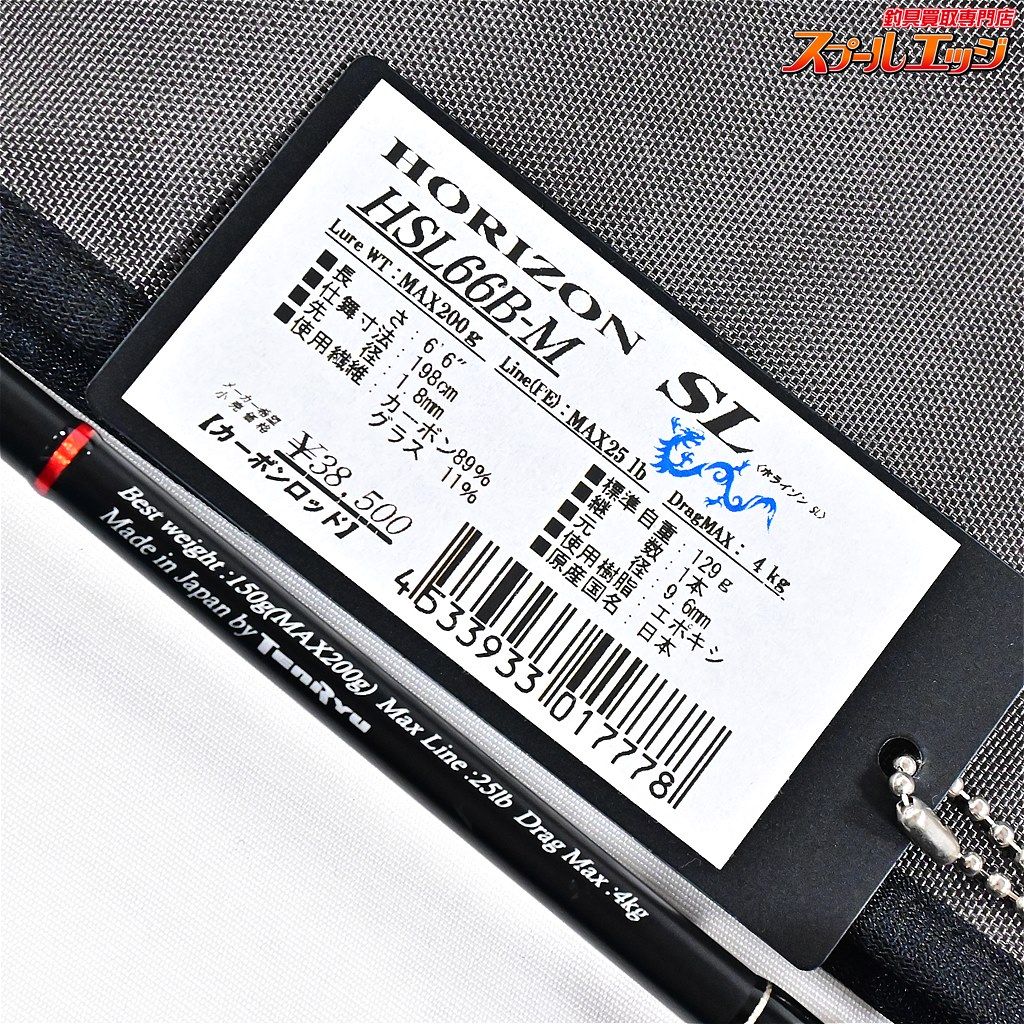 釣具買取専門店
スプールエッジ
HORIZON SL
『オライゾン SL』
HSL66B-M
Lure WT : MAX200g Line(PE) : MAX25 lb DragMAX : 4 kg
■長さ : 6' 6"
■仕舞寸法 : 198cm
■先径 : 1.8mm
■使用繊維 : カーボン89%
グラス 11%
■標準自重 : 129g
■継数 : 1本
■元径 : 9.6mm
■使用樹脂 : エポキシ
■原産国名 : 日本
メーカー希望
小売価格 ¥38,500
【カーボンロッド】
4 533933 017778
Best weight : 150g(MAX200g) Max Line : 25lb Drag Max : 4kg
Made in Japan by TenRyu